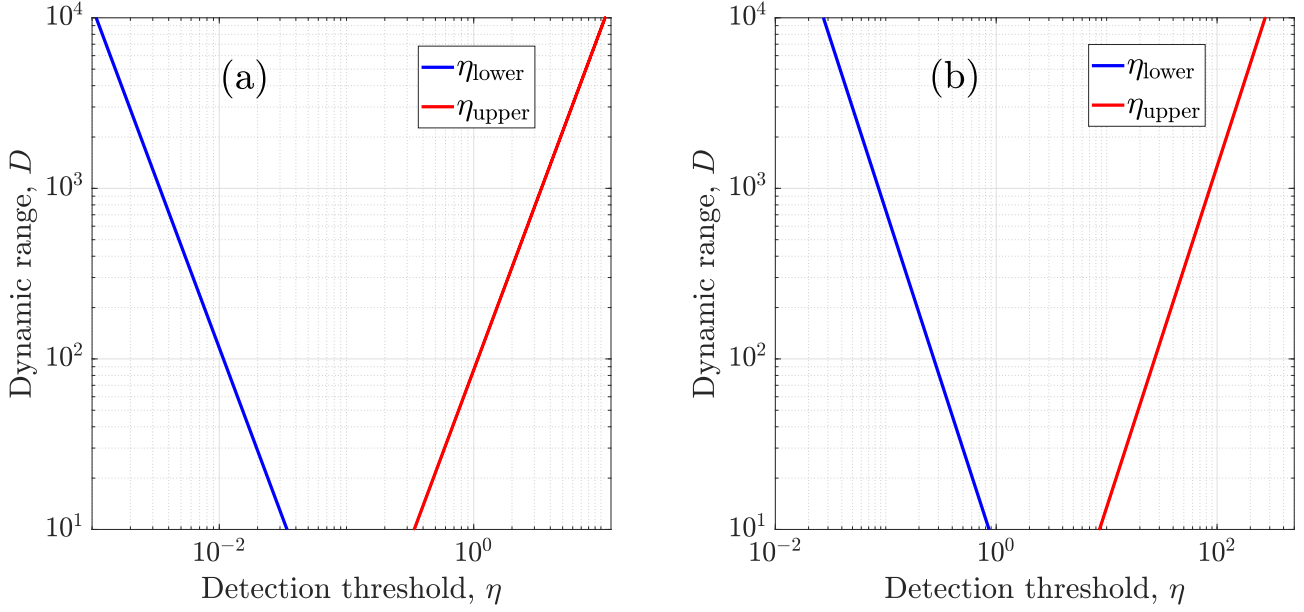 (a)
η_lower
η_upper
10^4
10^3
10^2
10^1
Dynamic range, D
10^−2
10^0
Detection threshold, η
(b)
η_lower
η_upper
10^4
10^3
10^2
10^1
Dynamic range, D
10^−2
10^0
10^2
Detection threshold, η